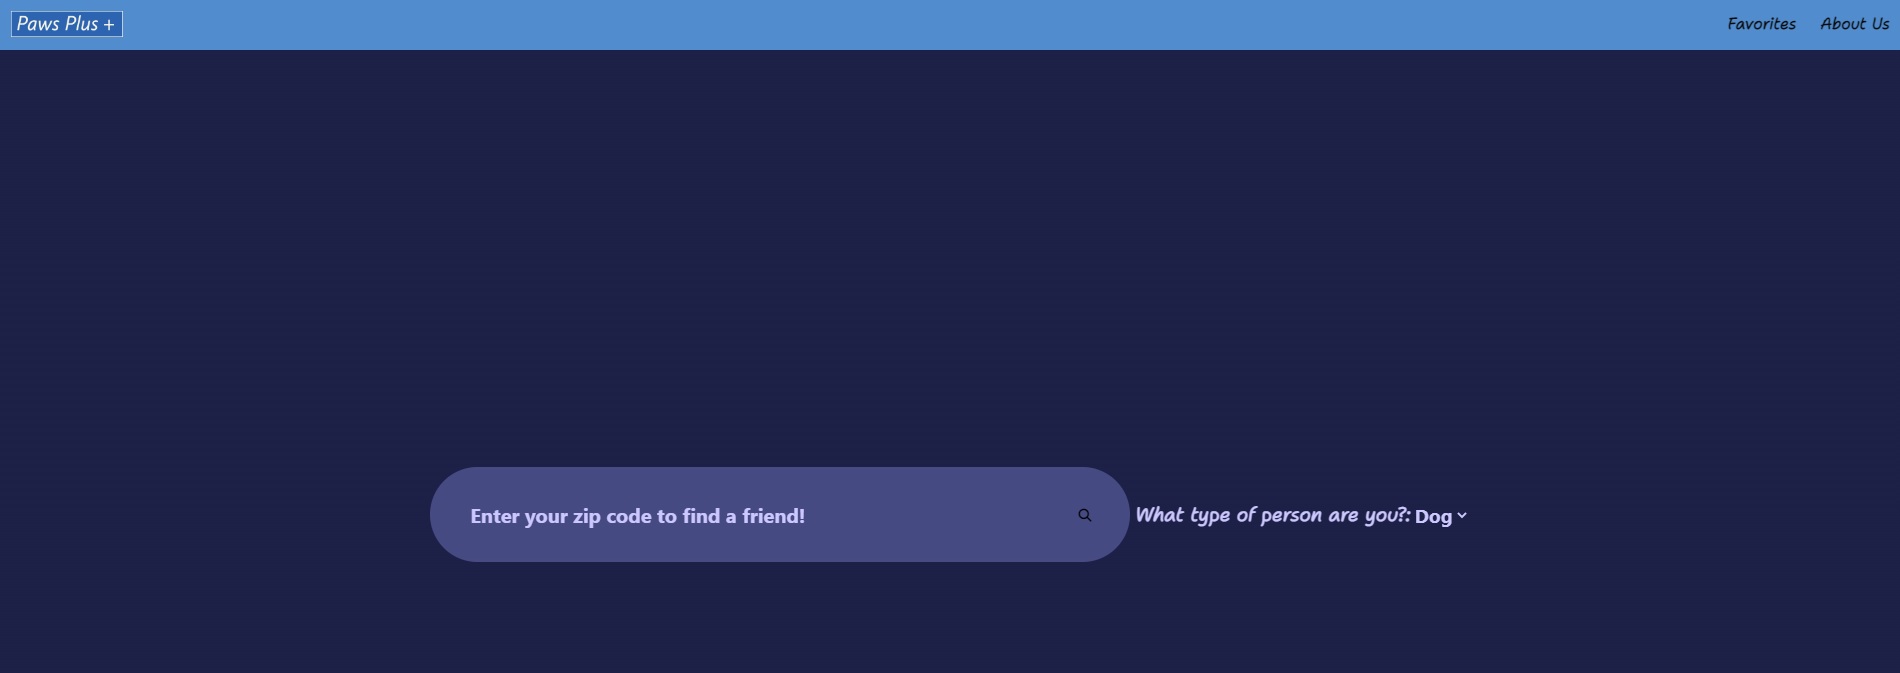 Paws Plus +
Favorites
About Us
Enter your zip code to find a friend!
What type of person are you?: Dog